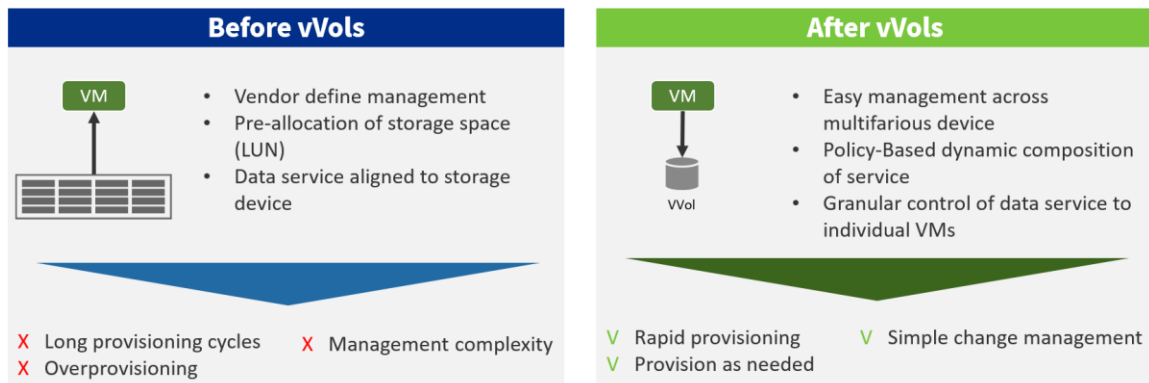 Before vVols
VM
• Vendor define management
• Pre-allocation of storage space
(LUN)
• Data service aligned to storage
device
X Long provisioning cycles
X Management complexity
X Overprovisioning
After vVols
VM
VVol
• Easy management across
multifarious device
• Policy-Based dynamic composition
of service
• Granular control of data service to
individual VMs
V Rapid provisioning
V Simple change management
V Provision as needed